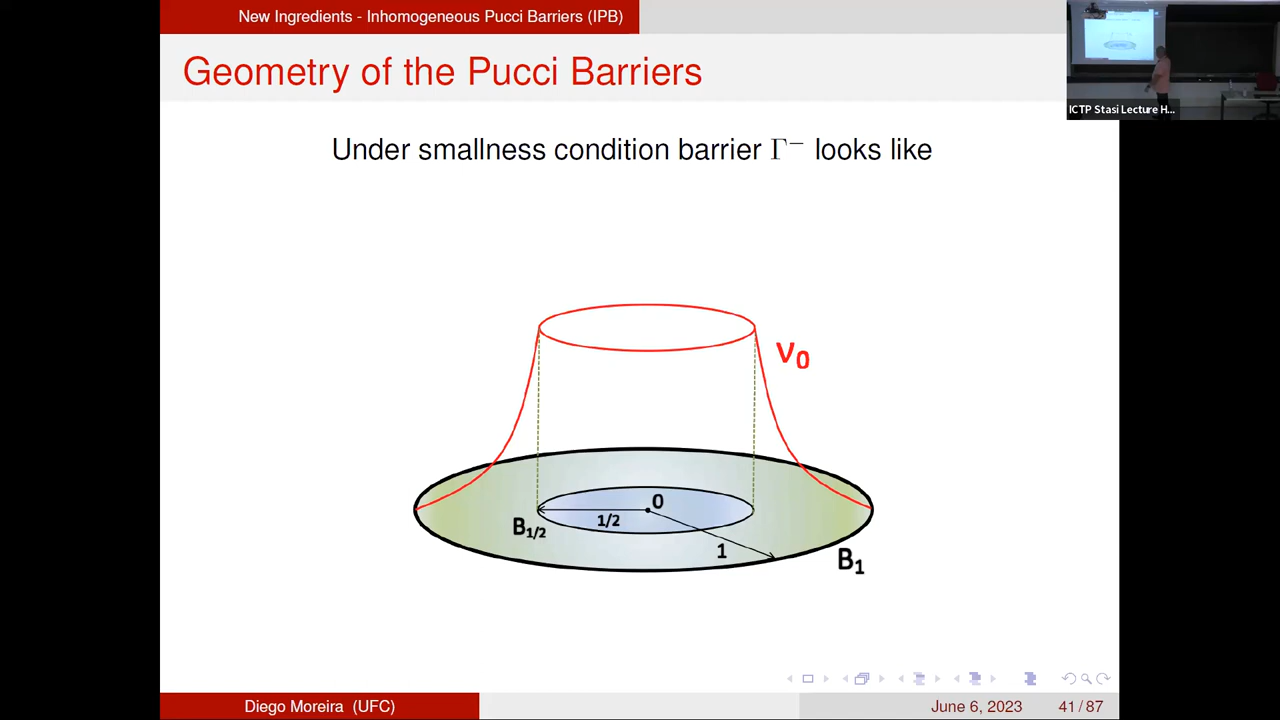 New Ingredients - Inhomogeneous Pucci Barriers (IPB)
Geometry of the Pucci Barriers
ICTP Stasi Lecture H...
Under smallness condition barrier Γ⁻ looks like
ν₀
0
B₁/₂
1/2
1
B₁
Diego Moreira (UFC)
June 6, 2023
41 / 87